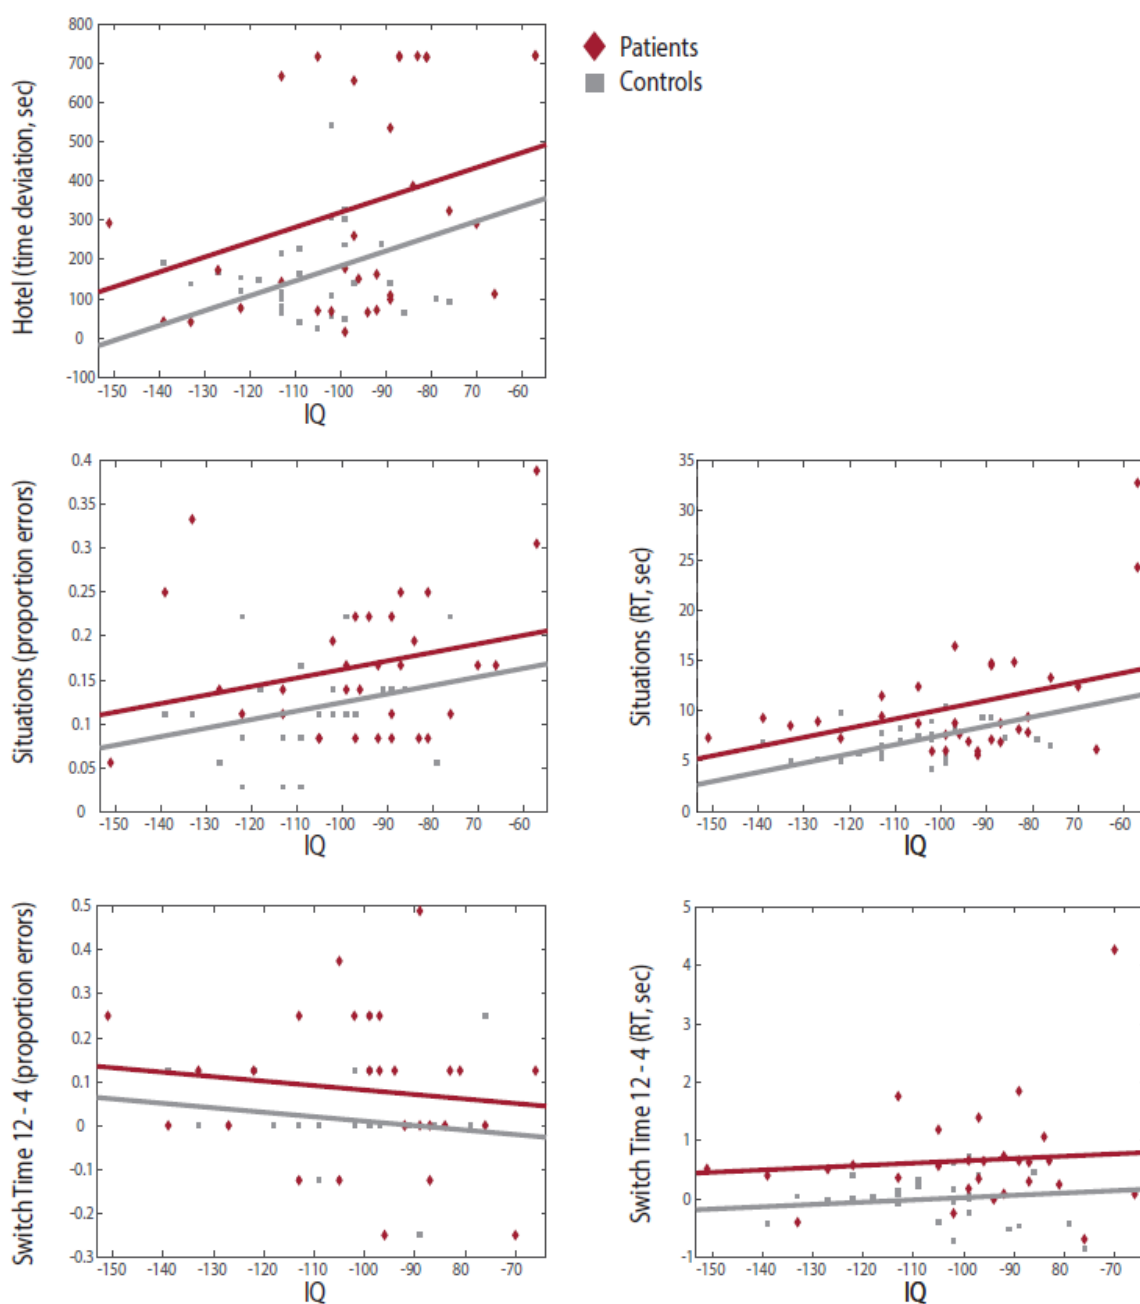 800
700
600
500
400
300
200
100
0
-100
Hotel (time deviation, sec)
-150 -140 -130 -120 -110 -100 -90 -80 -70 -60
IQ
Patients
Controls
0.4
0.35
0.3
0.25
0.2
0.15
0.1
0.05
0
Situations (proportion errors)
-150 -140 -130 -120 -110 -100 -90 -80 -70 -60
IQ
35
30
25
20
15
10
5
0
Situations (RT, sec)
-150 -140 -130 -120 -110 -100 -90 -80 -70 -60
IQ
0.5
0.4
0.3
0.2
0.1
0
-0.1
0.2
0.3
Switch Time 12 - 4 (proportion errors)
-150 -140 -130 -120 -110 -100 -90 -80 -70
IQ
5
4
3
2
1
0
-1
Switch Time 12 - 4 (RT, sec)
-150 -140 -130 -120 -110 -100 -90 -80 -70
IQ